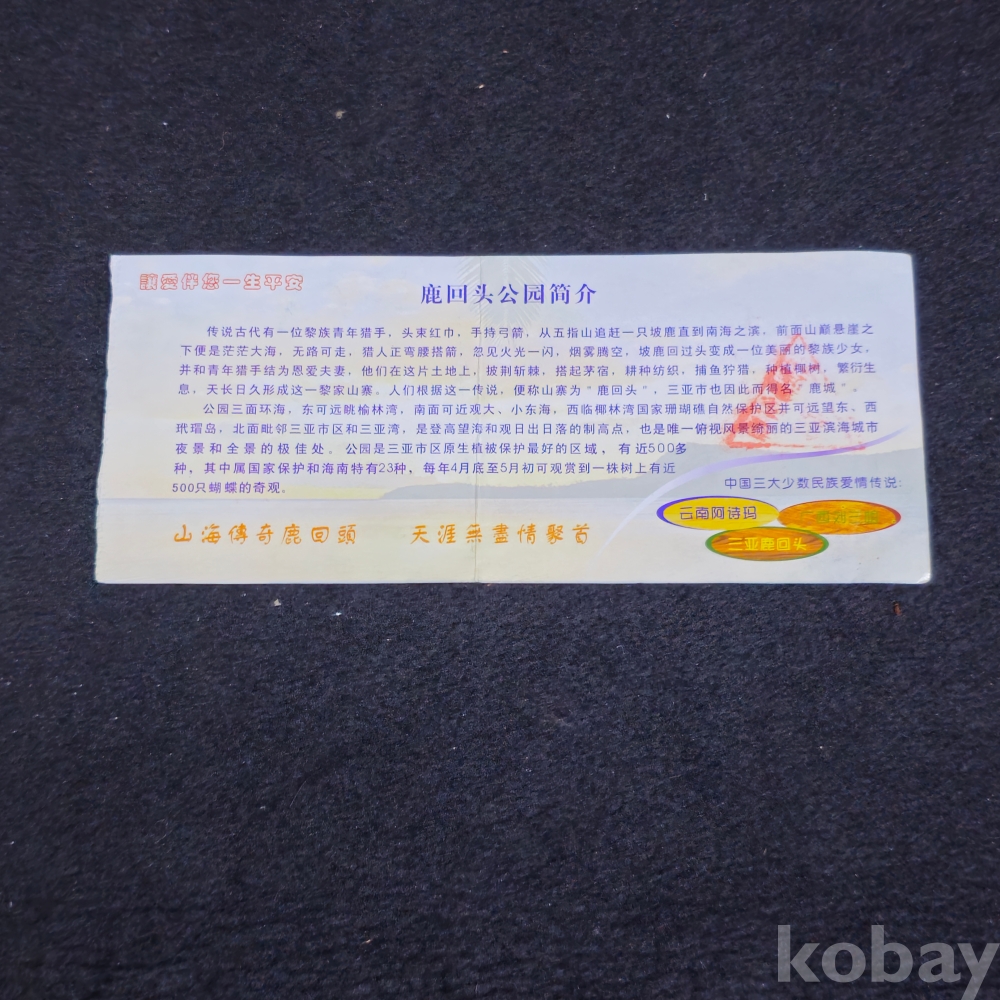 讓愛伴您一生平安
鹿回头公园简介
传说古代有一位黎族青年猎手，头束红巾，手持弓箭，从五指山追赶一只坡鹿直到南海之滨，前面山巅悬崖之
下便是茫茫大海，无路可走，猎人正弯腰搭箭，忽见火光一闪，烟雾腾空，坡鹿回过头变成一位美丽的黎族少女，
并和青年猎手结为恩爱夫妻，他们在这片土地上，披荆斩棘，搭起茅宿，耕种纺织，捕鱼狞猎，种植椰树，繁衍生
息，天长日久形成这一黎家山寨。人们根据这一传说，便称山寨为"鹿回头"，三亚市也因此而得名"鹿城"。
公园三面环海，东可远眺榆林湾，南面可近观大、小东海，西临椰林湾国家珊瑚礁自然保护区并可远望东、西
玳瑁岛，北面毗邻三亚市区和三亚湾，是登高望海和观日出日落的制高点，也是唯一俯视风景绮丽的三亚滨海城市
夜景和全景的极佳处。公园是三亚市区原生植被保护最好的区域，有近500多
种，其中属国家保护和海南特有23种，每年4月底至5月初可观赏到一株树上有近
500只蝴蝶的奇观。
中国三大少数民族爱情传说：
云南阿诗玛
三亚鹿回头
山海傳奇鹿回頭 天涯無盡情聚首
kobay